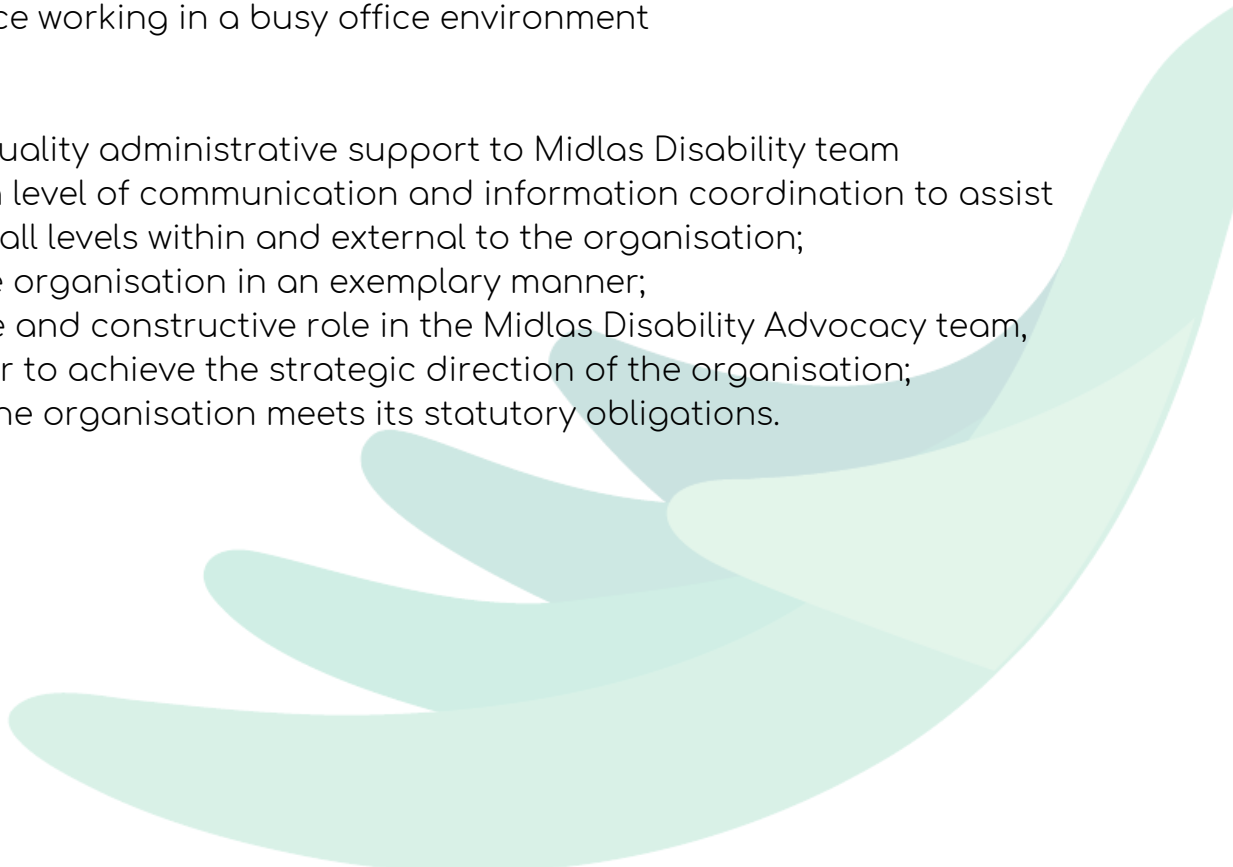 ce working in a busy office environment
uality administrative support to Midlas Disability team
level of communication and information coordination to assist
all levels within and external to the organisation;
e organisation in an exemplary manner;
e and constructive role in the Midlas Disability Advocacy team,
r to achieve the strategic direction of the organisation;
he organisation meets its statutory obligations.